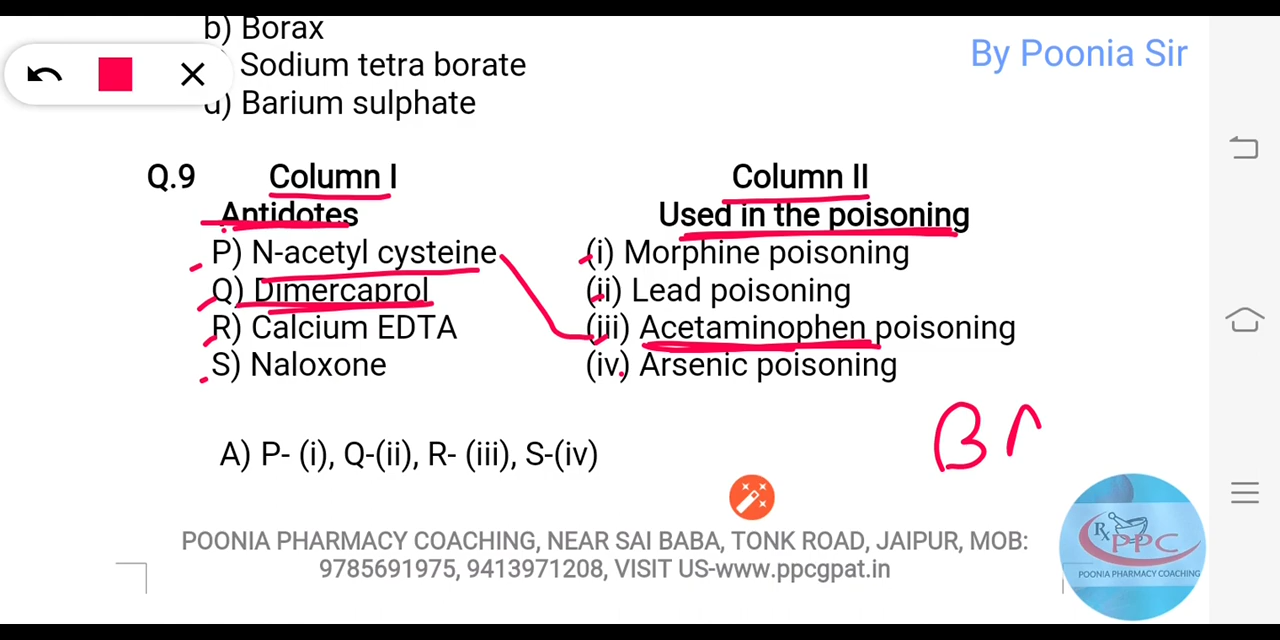 b) Borax
Sodium tetra borate
d) Barium sulphate
By Poonia Sir
Q.9 Column I Column II
Antidotes Used in the poisoning
P) N-acetyl cysteine (i) Morphine poisoning
Q) Dimercaprol (ii) Lead poisoning
R) Calcium EDTA (iii) Acetaminophen poisoning
S) Naloxone (iv) Arsenic poisoning
B
A) P- (i), Q-(ii), R- (iii), S-(iv)
POONIA PHARMACY COACHING, NEAR SAI BABA, TONK ROAD, JAIPUR, MOB:
9785691975, 9413971208, VISIT US-www.ppcgpat.in
Rx
PPC
POONIA PHARMACY COACHING